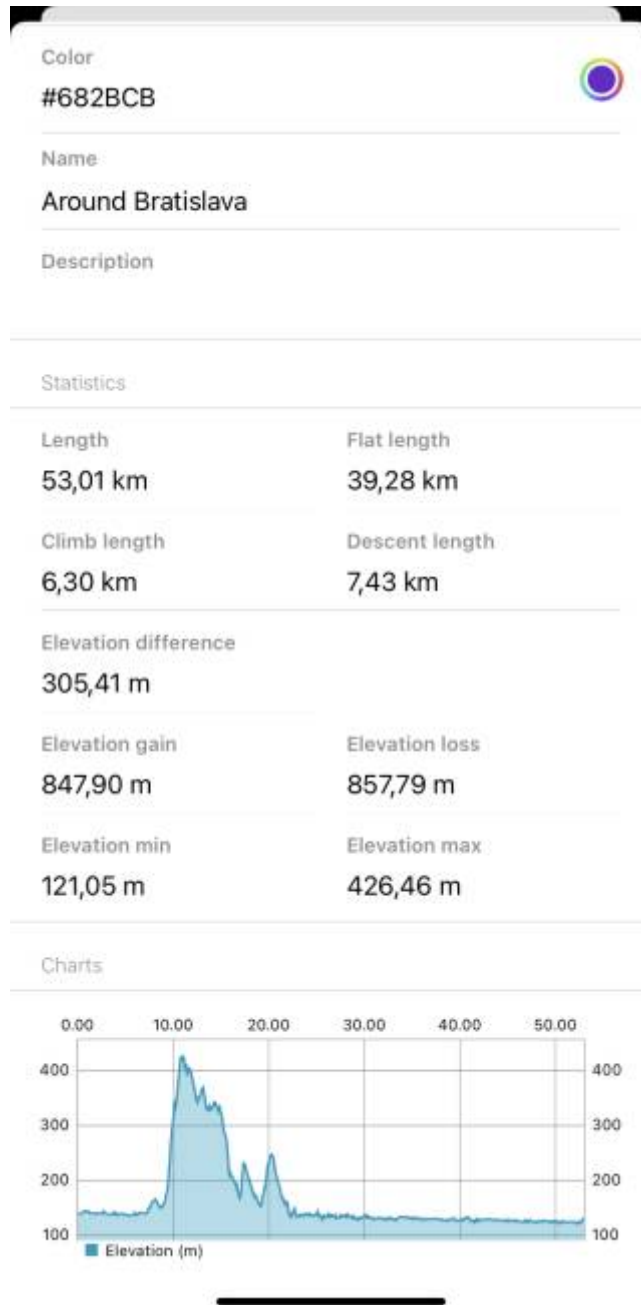 Color
#682BCB
Name
Around Bratislava
Description
Statistics
Length Flat length
53,01 km 39,28 km
Climb length Descent length
6,30 km 7,43 km
Elevation difference
305,41 m
Elevation gain Elevation loss
847,90 m 857,79 m
Elevation min Elevation max
121,05 m 426,46 m
Charts
0.00 10.00 20.00 30.00 40.00 50.00
400 400
300 300
200 200
100 100
Elevation (m)